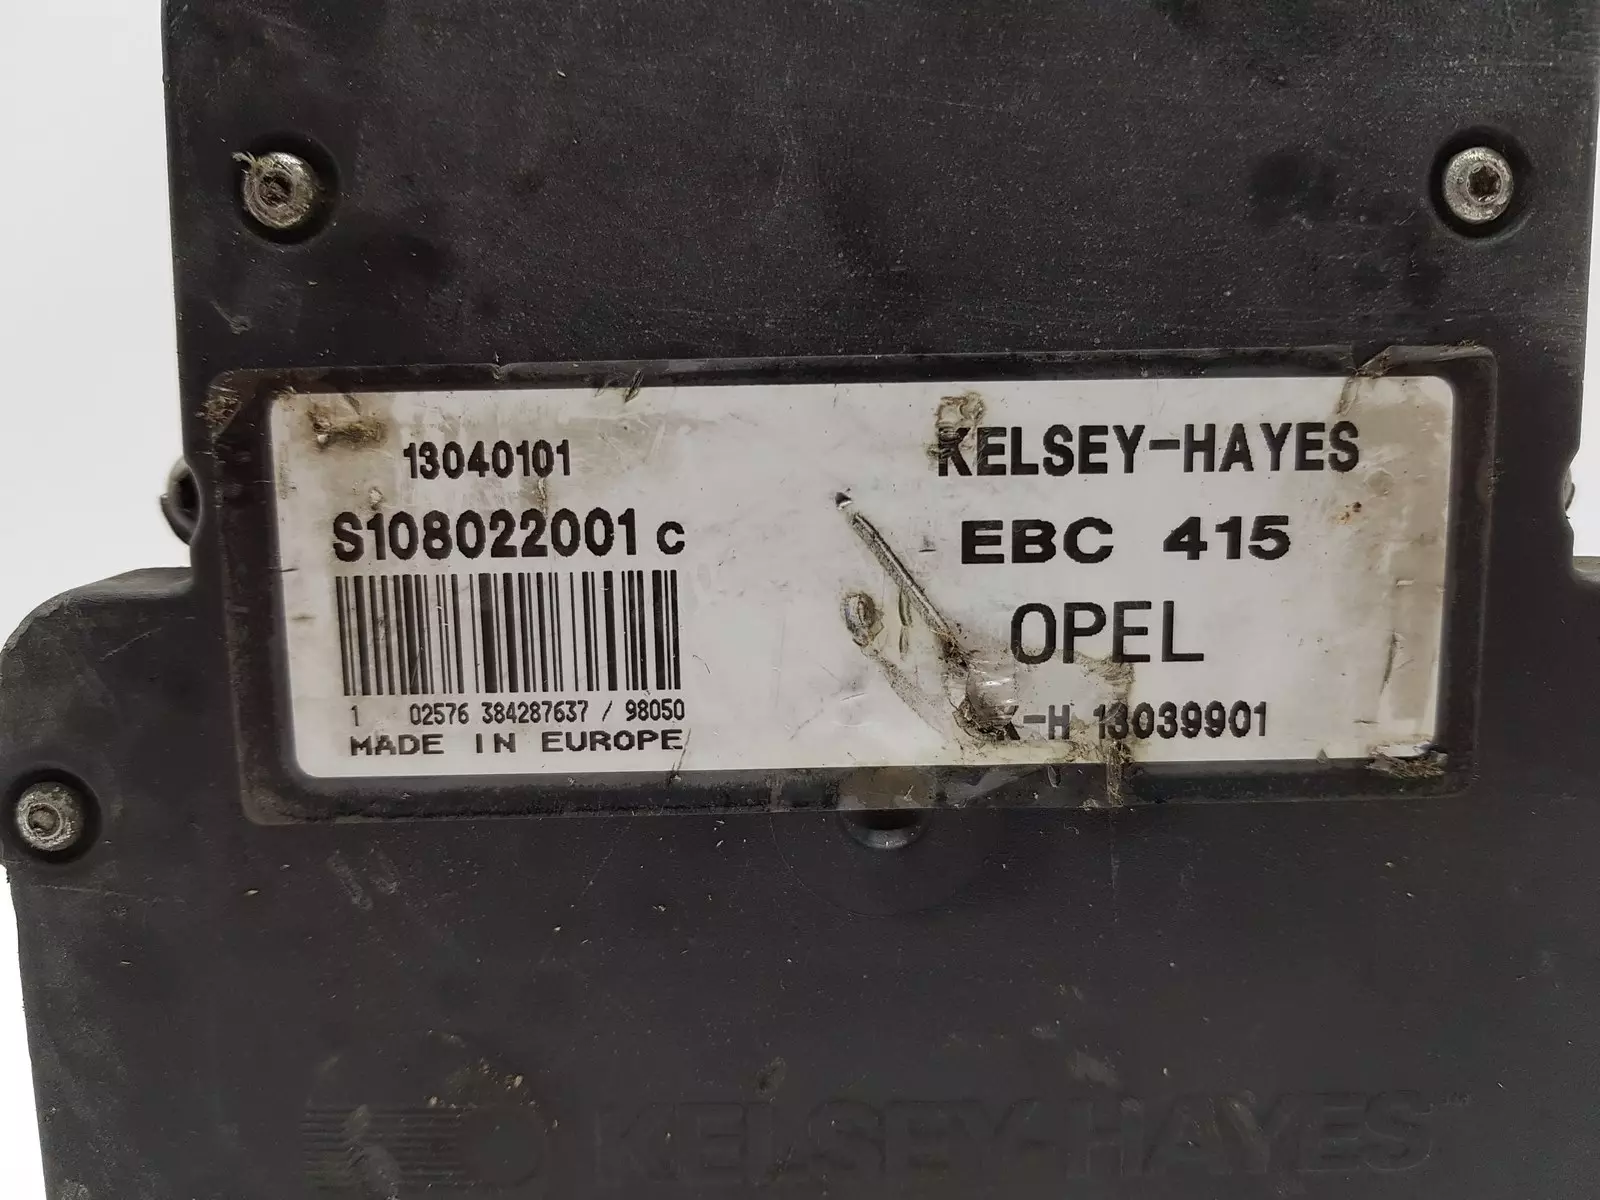 13040101
S108022001 c
1 02576 384287637 / 98050
MADE IN EUROPE
KELSEY-HAYES
EBC 415
OPEL
K-H 13039901
KELSEY-HAYES